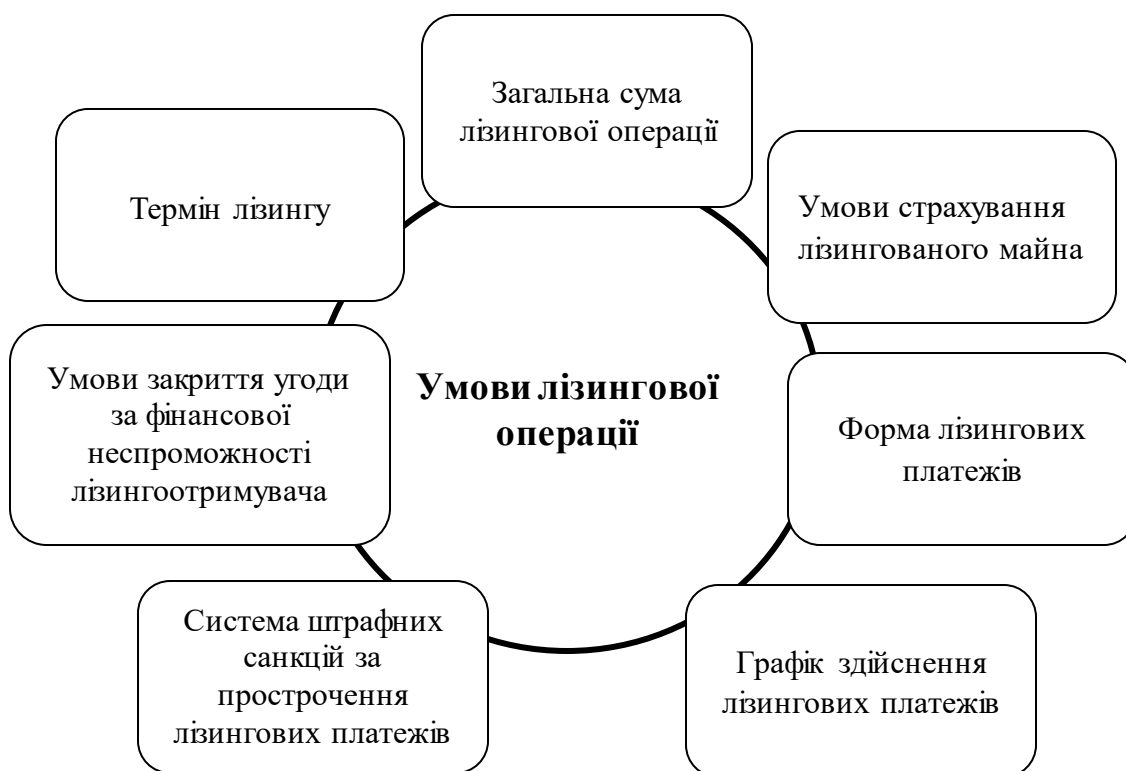 Загальна сума
лізингової операції
Термін лізингу
Умови страхування
лізингованого майна
Умови закриття угоди
за фінансової
неспроможності
лізингоотримувача
Умови лізингової
операції
Форма лізингових
платежів
Система штрафних
санкцій за
прострочення
лізингових платежів
Графік здійснення
лізингових платежів